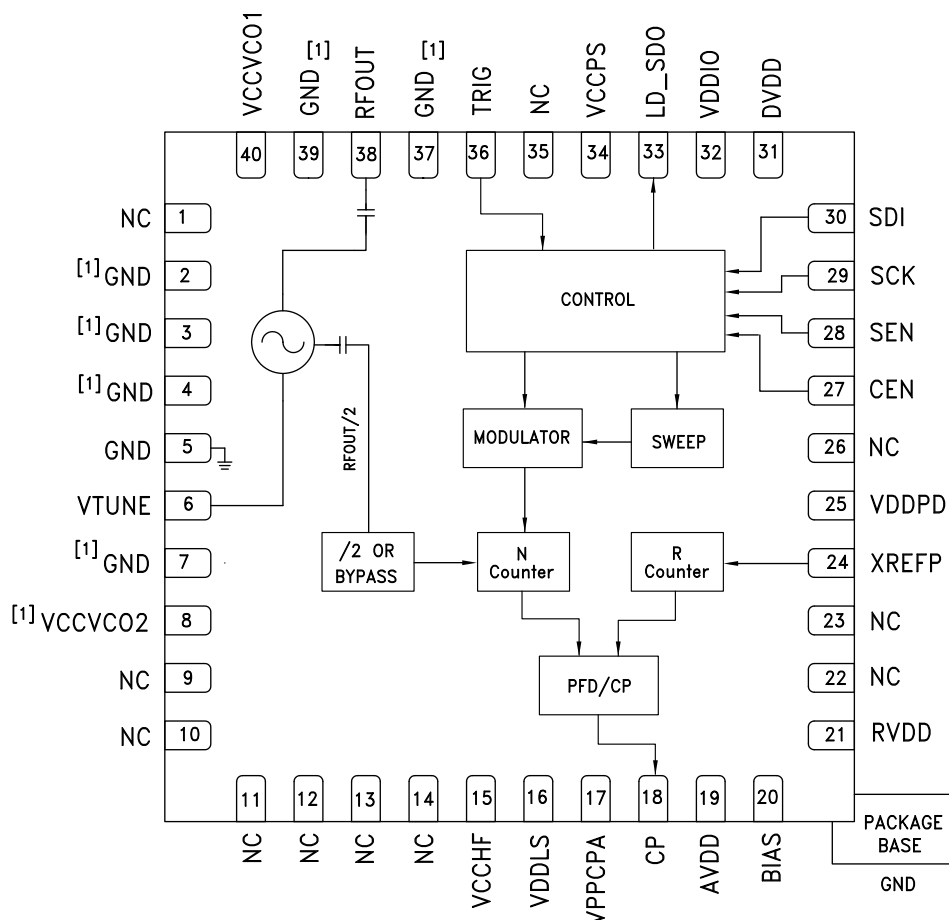 VCCVCO1
GND [1]
RFOUT
GND [1]
TRIG
NC
VCCPS
LD_SDO
VDDIO
DVDD
40
39
38
37
36
35
34
33
32
31
NC 1
[1] GND 2
[1] GND 3
[1] GND 4
GND 5
VTUNE 6
[1] GND 7
[1] VCCVCO2 8
NC 9
NC 10
CONTROL
MODULATOR
SWEEP
RFOUT/2
/2 OR
BYPASS
N
Counter
R
Counter
PFD/CP
30 SDI
29 SCK
28 SEN
27 CEN
26 NC
25 VDDPD
24 XREFP
23 NC
22 NC
21 RVDD
11
12
13
14
15
16
17
18
19
20
NC
NC
NC
NC
VCCHF
VDDLS
VPPCPA
CP
AVDD
BIAS
PACKAGE
BASE
GND